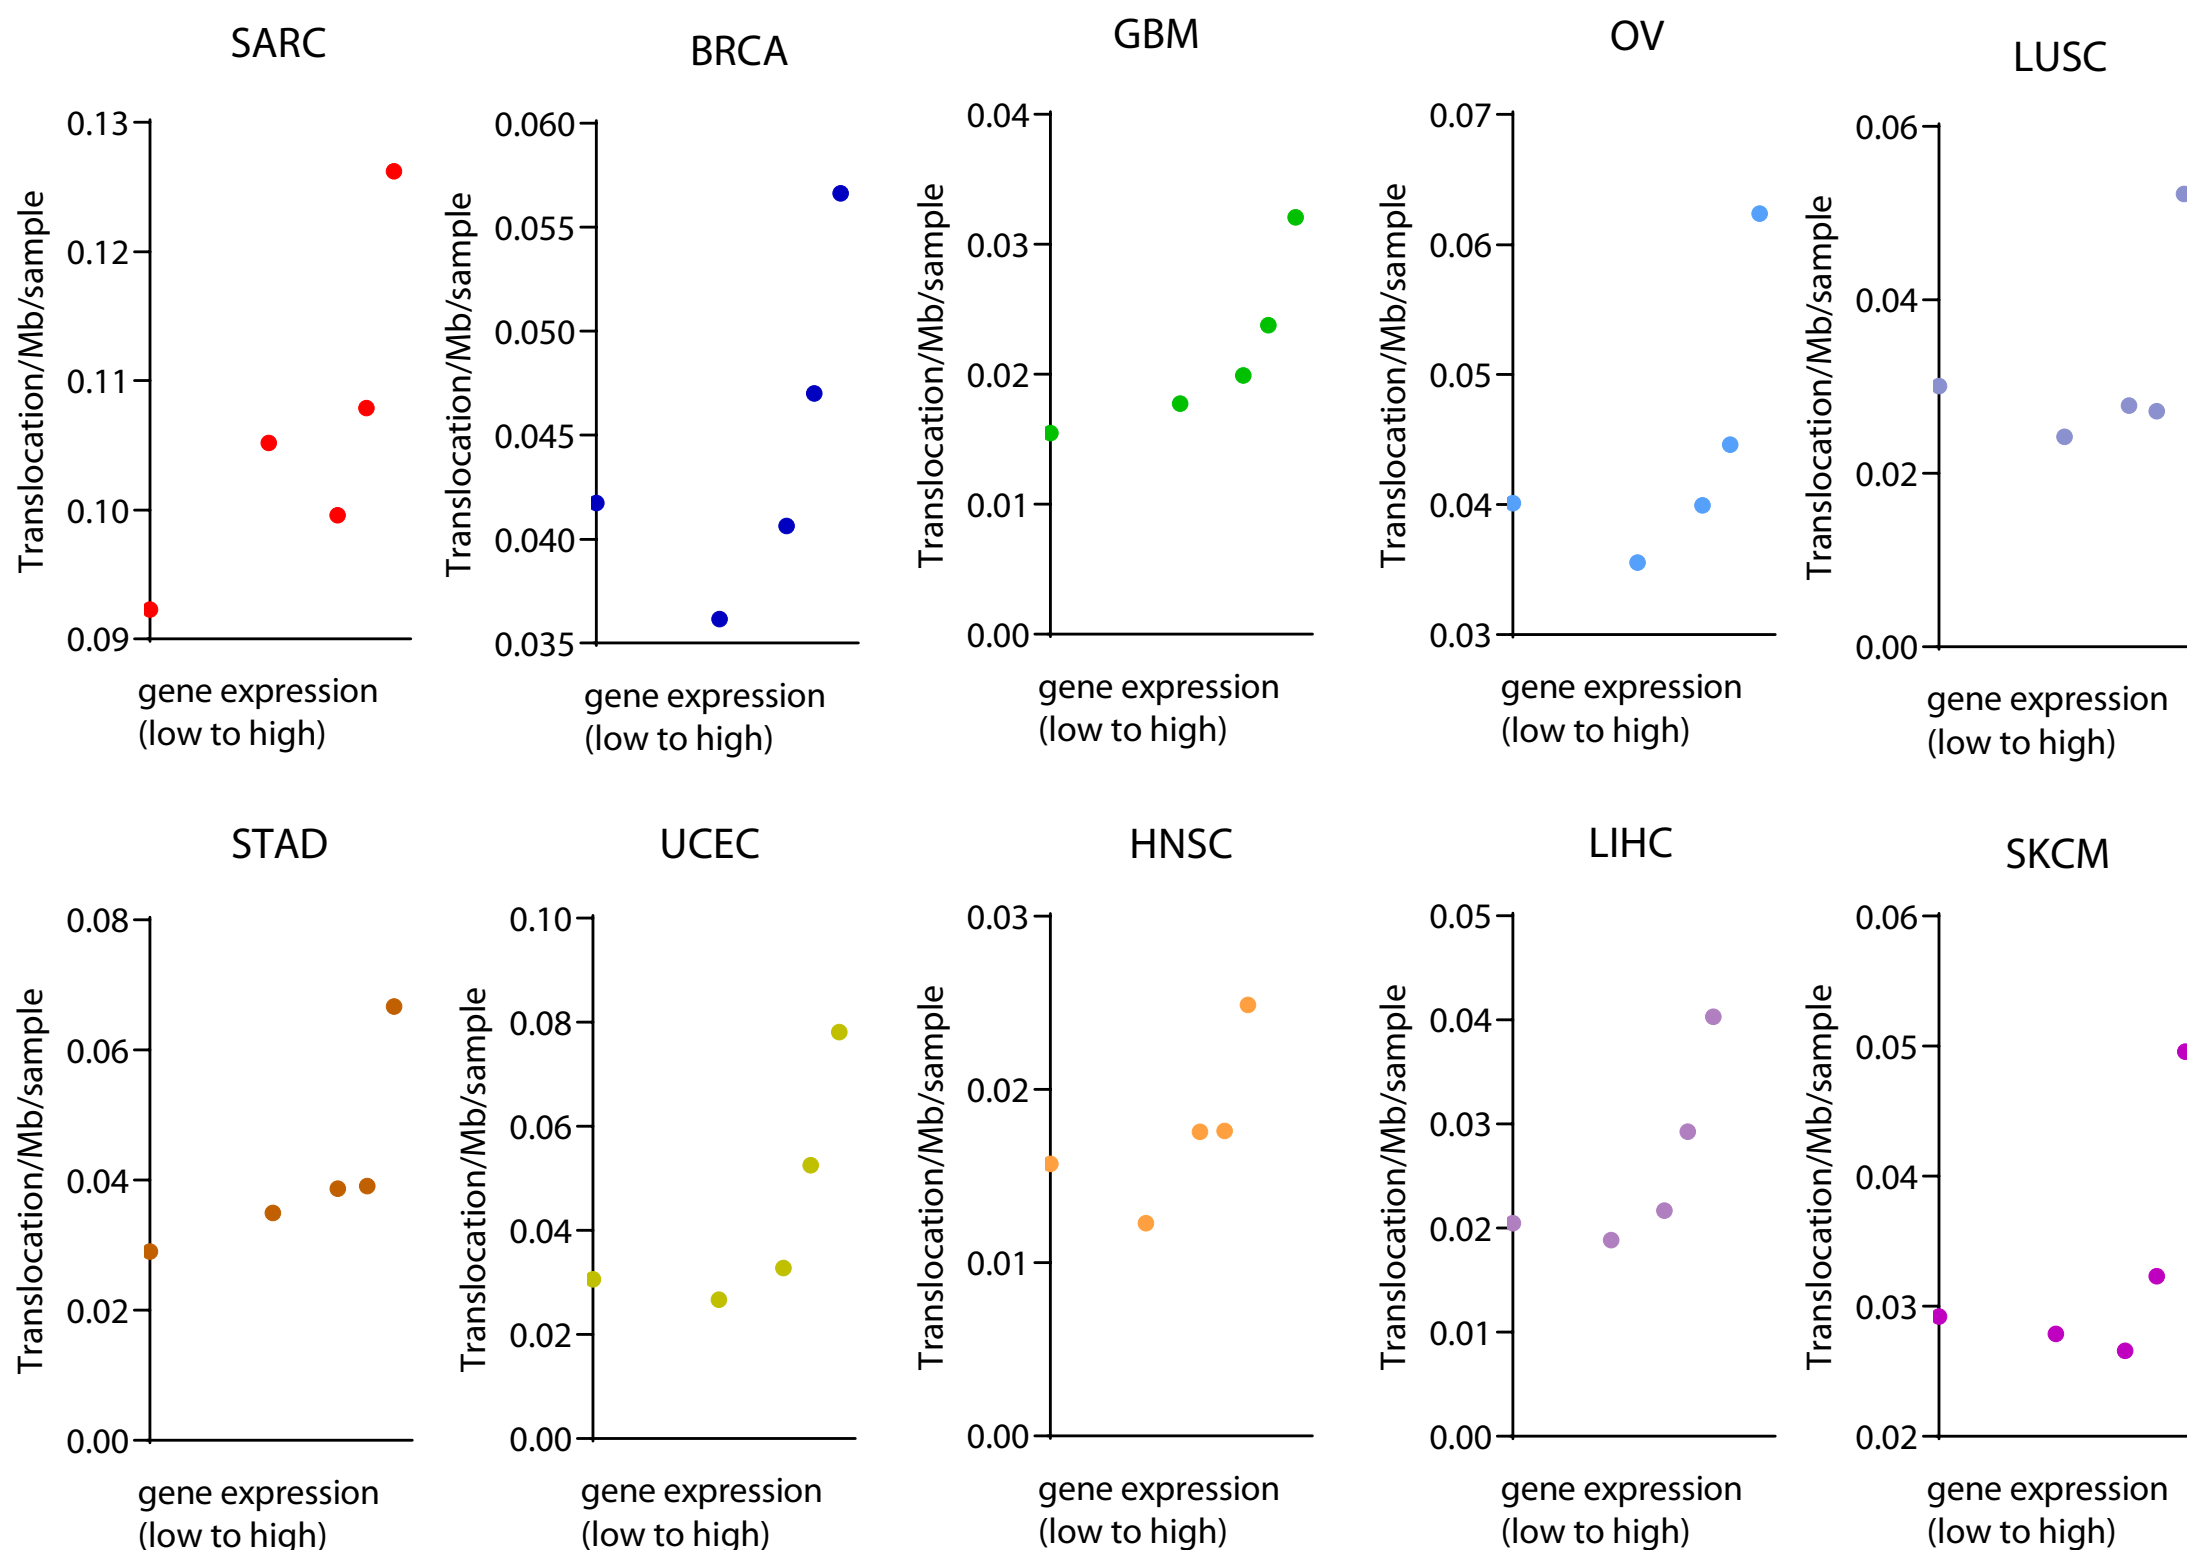 SARC
Translocation/Mb/sample
0.13
0.12
0.11
0.10
0.09
gene expression
(low to high)
BRCA
Translocation/Mb/sample
0.060
0.055
0.050
0.045
0.040
0.035
gene expression
(low to high)
GBM
Translocation/Mb/sample
0.04
0.03
0.02
0.01
0.00
gene expression
(low to high)
OV
Translocation/Mb/sample
0.07
0.06
0.05
0.04
0.03
gene expression
(low to high)
LUSC
Translocation/Mb/sample
0.06
0.04
0.02
0.00
gene expression
(low to high)
STAD
Translocation/Mb/sample
0.08
0.06
0.04
0.02
0.00
gene expression
(low to high)
UCEC
Translocation/Mb/sample
0.10
0.08
0.06
0.04
0.02
0.00
gene expression
(low to high)
HNSC
Translocation/Mb/sample
0.03
0.02
0.01
0.00
gene expression
(low to high)
LIHC
Translocation/Mb/sample
0.05
0.04
0.03
0.02
0.01
0.00
gene expression
(low to high)
SKCM
Translocation/Mb/sample
0.06
0.05
0.04
0.03
0.02
gene expression
(low to high)